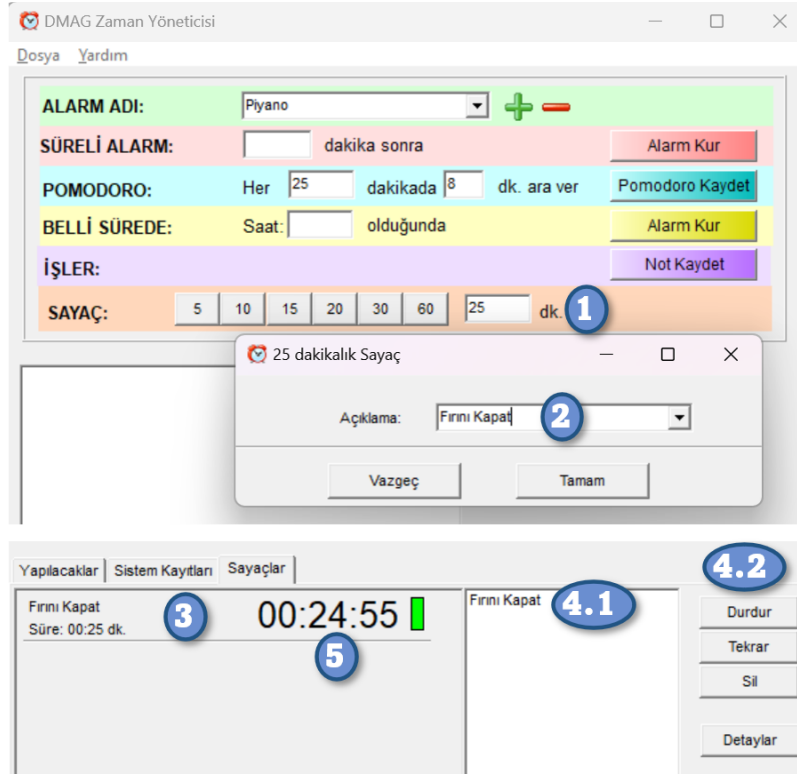 DMAG Zaman Yöneticisi
Dosya Yardım
ALARM ADI: Piyano
SÜRELİ ALARM: dakika sonra Alarm Kur
POMODORO: Her 25 dakikada 8 dk. ara ver Pomodoro Kaydet
BELLİ SÜREDE: Saat: olduğunda Alarm Kur
İŞLER: Not Kaydet
SAYAÇ: 5 10 15 20 30 60 25 dk. 1
25 dakikalık Sayaç
Açıklama: Fırını Kapat 2
Vazgeç Tamam
Yapılacaklar Sistem Kayıtları Sayaçlar 4.2
Fırını Kapat 3 00:24:55 Fırını Kapat 4.1 Durdur
Süre: 00:25 dk.
5
Tekrar
Sil
Detaylar